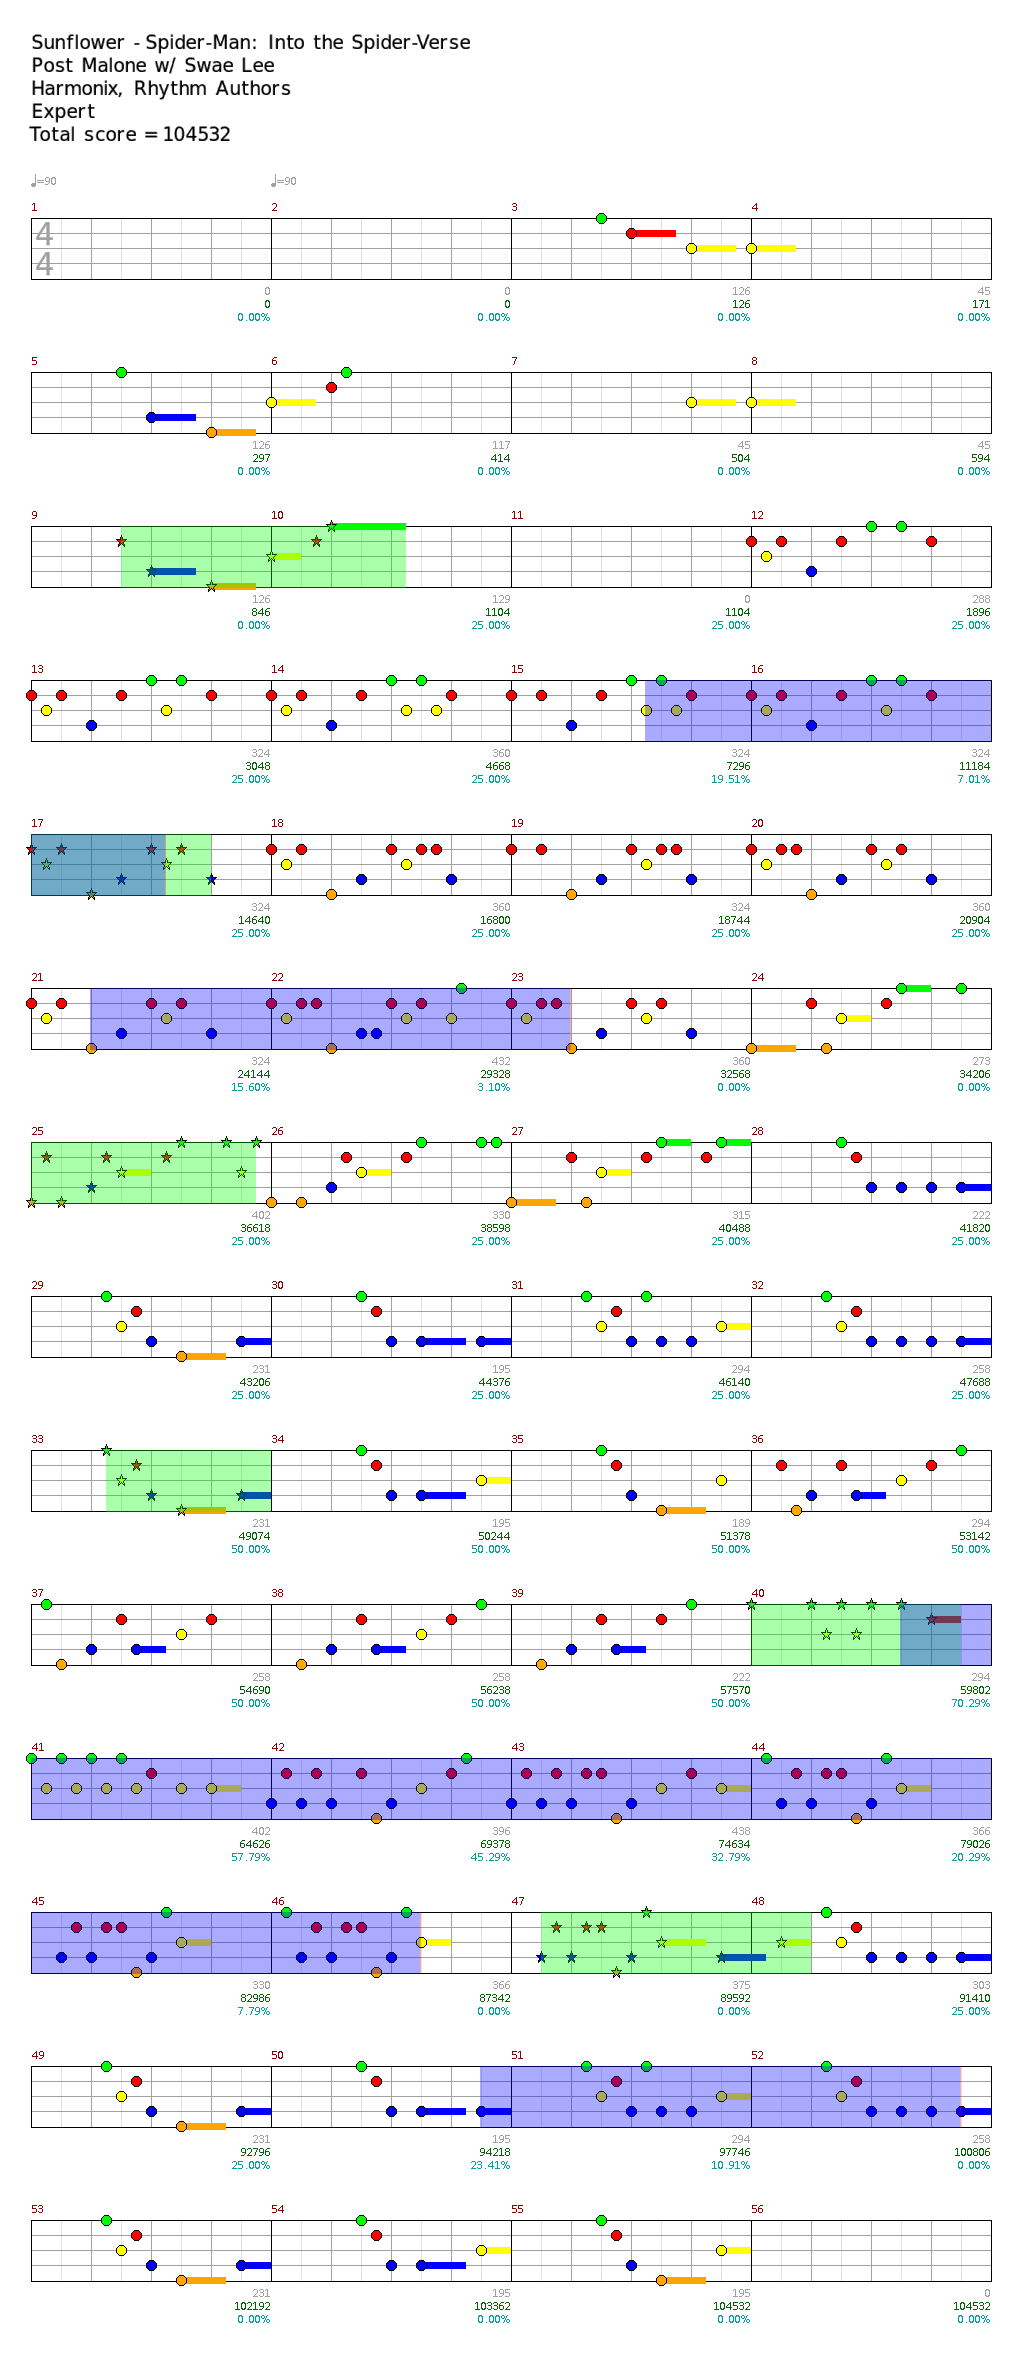 Sunflower - Spider-Man: Into the Spider-Verse
Post Malone w/ Swae Lee
Harmonix, Rhythm Authors
Expert
Total score = 104532
♩=90 ♩=90
1 2 3 4
4
4
0 0 126 45
0 0 126 171
0.00% 0.00% 0.00% 0.00%
5 6 7 8
126 117 45 45
297 414 504 594
0.00% 0.00% 0.00% 0.00%
9 10 11 12
126 129 0 288
846 1104 1104 1896
0.00% 25.00% 25.00% 25.00%
13 14 15 16
324 360 324 324
3048 4668 7296 11184
25.00% 25.00% 19.51% 7.01%
17 18 19 20
324 360 324 360
14640 16800 18744 20904
25.00% 25.00% 25.00% 25.00%
21 22 23 24
324 432 360 273
24144 29328 32568 34206
15.60% 3.10% 0.00% 0.00%
25 26 27 28
402 330 315 222
36618 38598 40488 41820
25.00% 25.00% 25.00% 25.00%
29 30 31 32
231 195 294 258
43206 44376 46140 47688
25.00% 25.00% 25.00% 25.00%
33 34 35 36
231 195 189 294
49074 50244 51378 53142
50.00% 50.00% 50.00% 50.00%
37 38 39 40
258 258 222 294
54690 56238 57570 59802
50.00% 50.00% 50.00% 70.29%
41 42 43 44
402 396 438 366
64626 69378 74634 79026
57.79% 45.29% 32.79% 20.29%
45 46 47 48
330 366 375 303
82986 87342 89592 91410
7.79% 0.00% 0.00% 25.00%
49 50 51 52
231 195 294 258
92796 94218 97746 100806
25.00% 23.41% 10.91% 0.00%
53 54 55 56
231 195 195 0
102192 103362 104532 104532
0.00% 0.00% 0.00% 0.00%